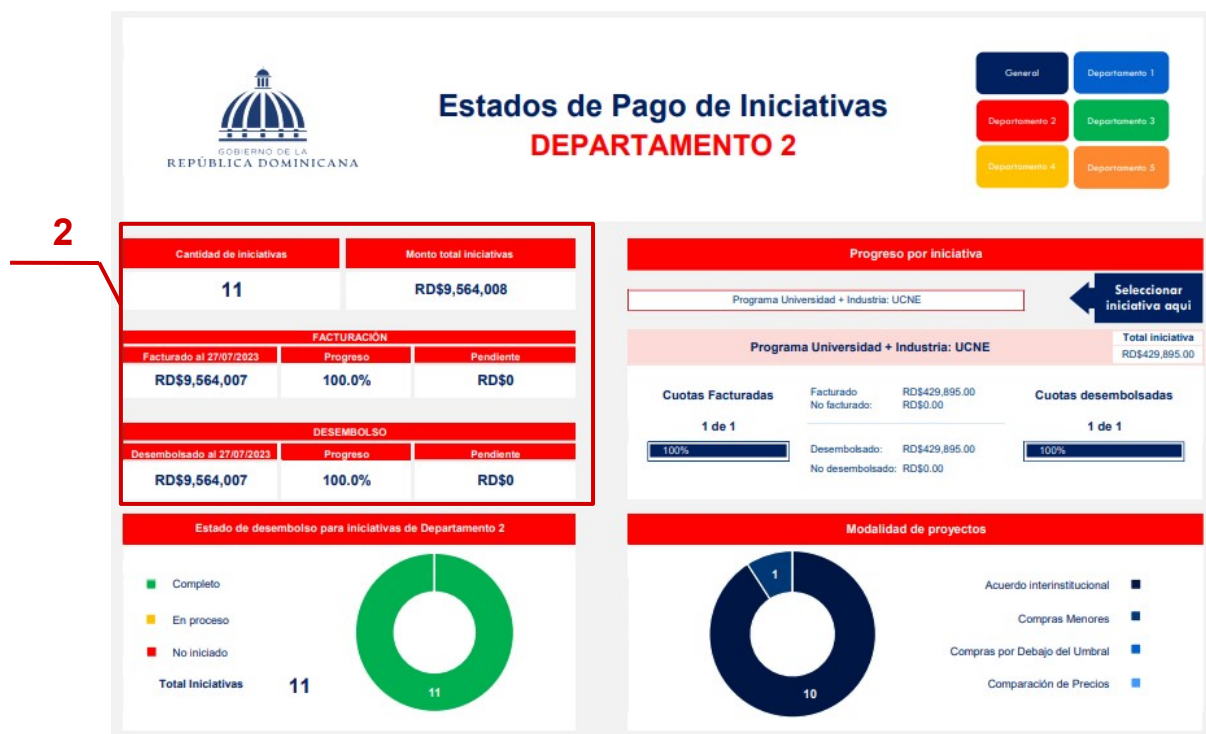 GOBIERNO DE LA
REPÚBLICA DOMINICANA
Estados de Pago de Iniciativas
DEPARTAMENTO 2
General
Departamento 1
Departamento 2
Departamento 3
Departamento 4
Departamento 5
2
Cantidad de iniciativas
Monto total iniciativas
11
RD$9,564,008
FACTURACIÓN
Facturado al 27/07/2023
Progreso
Pendiente
RD$9,564,007
100.0%
RD$0
DESEMBOLSO
Desembolsado al 27/07/2023
Progreso
Pendiente
RD$9,564,007
100.0%
RD$0
Progreso por iniciativa
Programa Universidad + Industria: UCNE
Seleccionar
iniciativa aqui
Programa Universidad + Industria: UCNE
Total iniciativa
RD$429,895.00
Cuotas Facturadas
1 de 1
100%
Facturado RD$429,895.00
No facturado: RD$0.00
Desembolsado: RD$429,895.00
No desembolsado: RD$0.00
Cuotas desembolsadas
1 de 1
100%
Estado de desembolso para iniciativas de Departamento 2
Completo
En proceso
No iniciado
Total Iniciativas 11
11
Modalidad de proyectos
1
10
Acuerdo interinstitucional
Compras Menores
Compras por Debajo del Umbral
Comparación de Precios